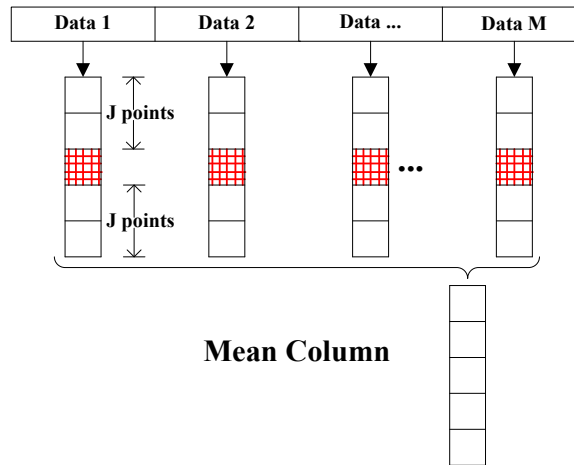 Data 1 Data 2 Data ... Data M
J points
...
J points
Mean Column